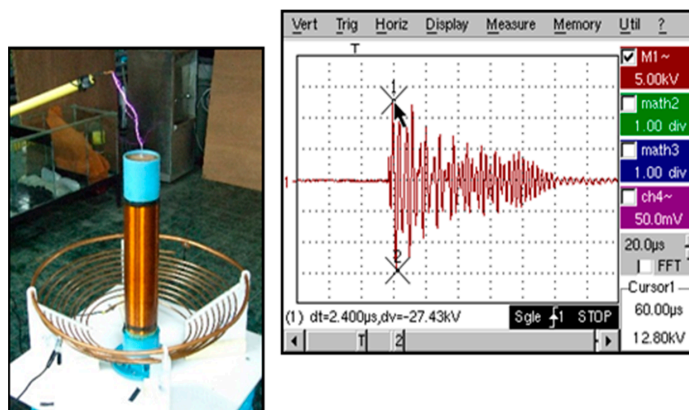 Vert Trig Horiz Display Measure Memory Util ?
T
M1~
5.00kV
math2
1.00 div
math3
1.00 div
ch4~
50.0mV
1
1
2
20.0µs
FFT
Cursor1
60.00µs
12.80kV
(1) dt=2.400µs,dv=-27.43kV
Sgle 1 STOP
T 2